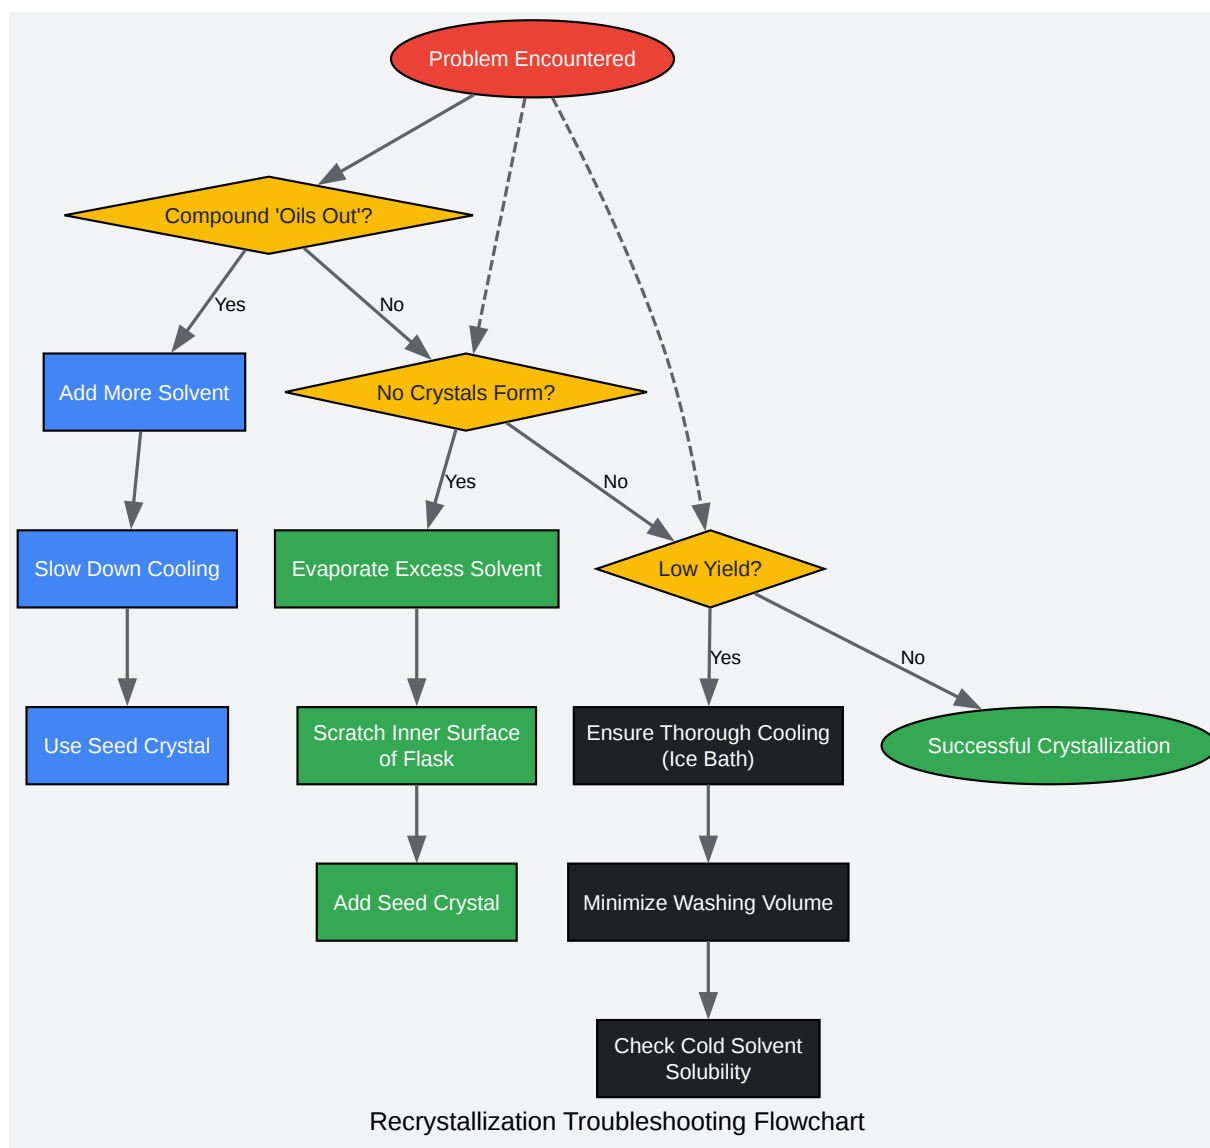 Problem Encountered
Compound 'Oils Out'?
Yes
No
Add More Solvent
No Crystals Form?
Yes
No
Slow Down Cooling
Evaporate Excess Solvent
Low Yield?
Yes
No
Use Seed Crystal
Scratch Inner Surface
of Flask
Ensure Thorough Cooling
(Ice Bath)
Successful Crystallization
Add Seed Crystal
Minimize Washing Volume
Check Cold Solvent
Solubility
Recrystallization Troubleshooting Flowchart